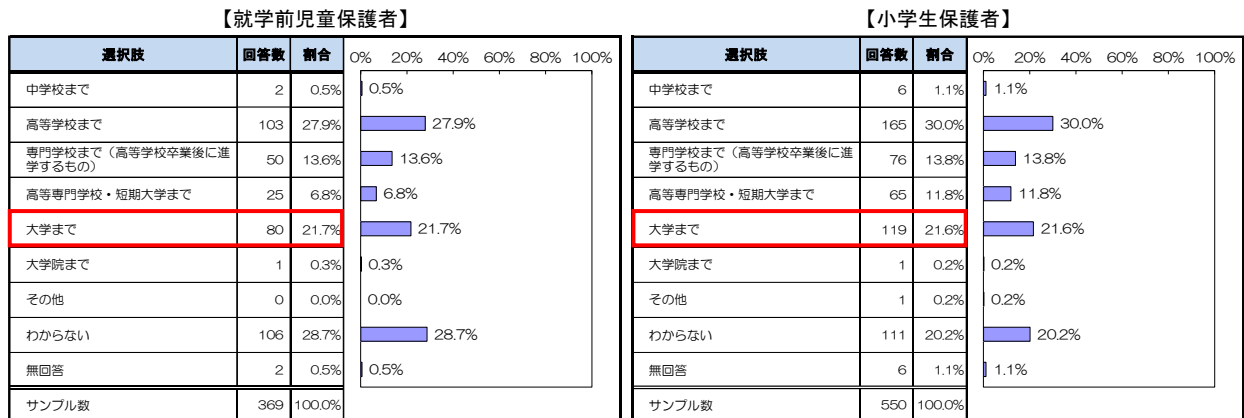 【就学前児童保護者】
選択肢 回答数 割合 0% 20% 40% 60% 80% 100%
中学校まで 2 0.5% 0.5%
高等学校まで 103 27.9% 27.9%
専門学校まで（高等学校卒業後に進
学するもの） 50 13.6% 13.6%
高等専門学校・短期大学まで 25 6.8% 6.8%
大学まで 80 21.7% 21.7%
大学院まで 1 0.3% 0.3%
その他 0 0.0% 0.0%
わからない 106 28.7% 28.7%
無回答 2 0.5% 0.5%
サンプル数 369 100.0%
【小学生保護者】
選択肢 回答数 割合 0% 20% 40% 60% 80% 100%
中学校まで 6 1.1% 1.1%
高等学校まで 165 30.0% 30.0%
専門学校まで（高等学校卒業後に進
学するもの） 76 13.8% 13.8%
高等専門学校・短期大学まで 65 11.8% 11.8%
大学まで 119 21.6% 21.6%
大学院まで 1 0.2% 0.2%
その他 1 0.2% 0.2%
わからない 111 20.2% 20.2%
無回答 6 1.1% 1.1%
サンプル数 550 100.0%